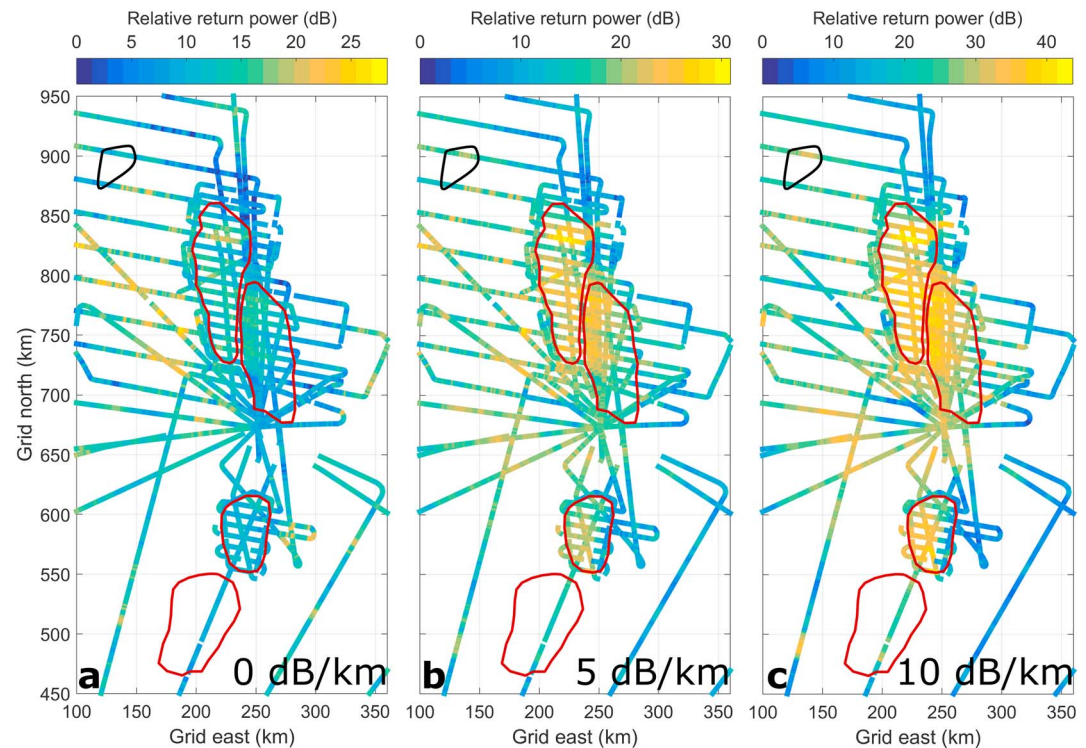 Relative return power (dB)
Relative return power (dB)
Relative return power (dB)
0 5 10 15 20 25
0 10 20 30
0 10 20 30 40
950
900
850
800
750
700
650
600
550
500
450
Grid north (km)
a 0 dB/km
b 5 dB/km
c 10 dB/km
100 150 200 250 300 350
100 150 200 250 300 350
100 150 200 250 300 350
Grid east (km)
Grid east (km)
Grid east (km)